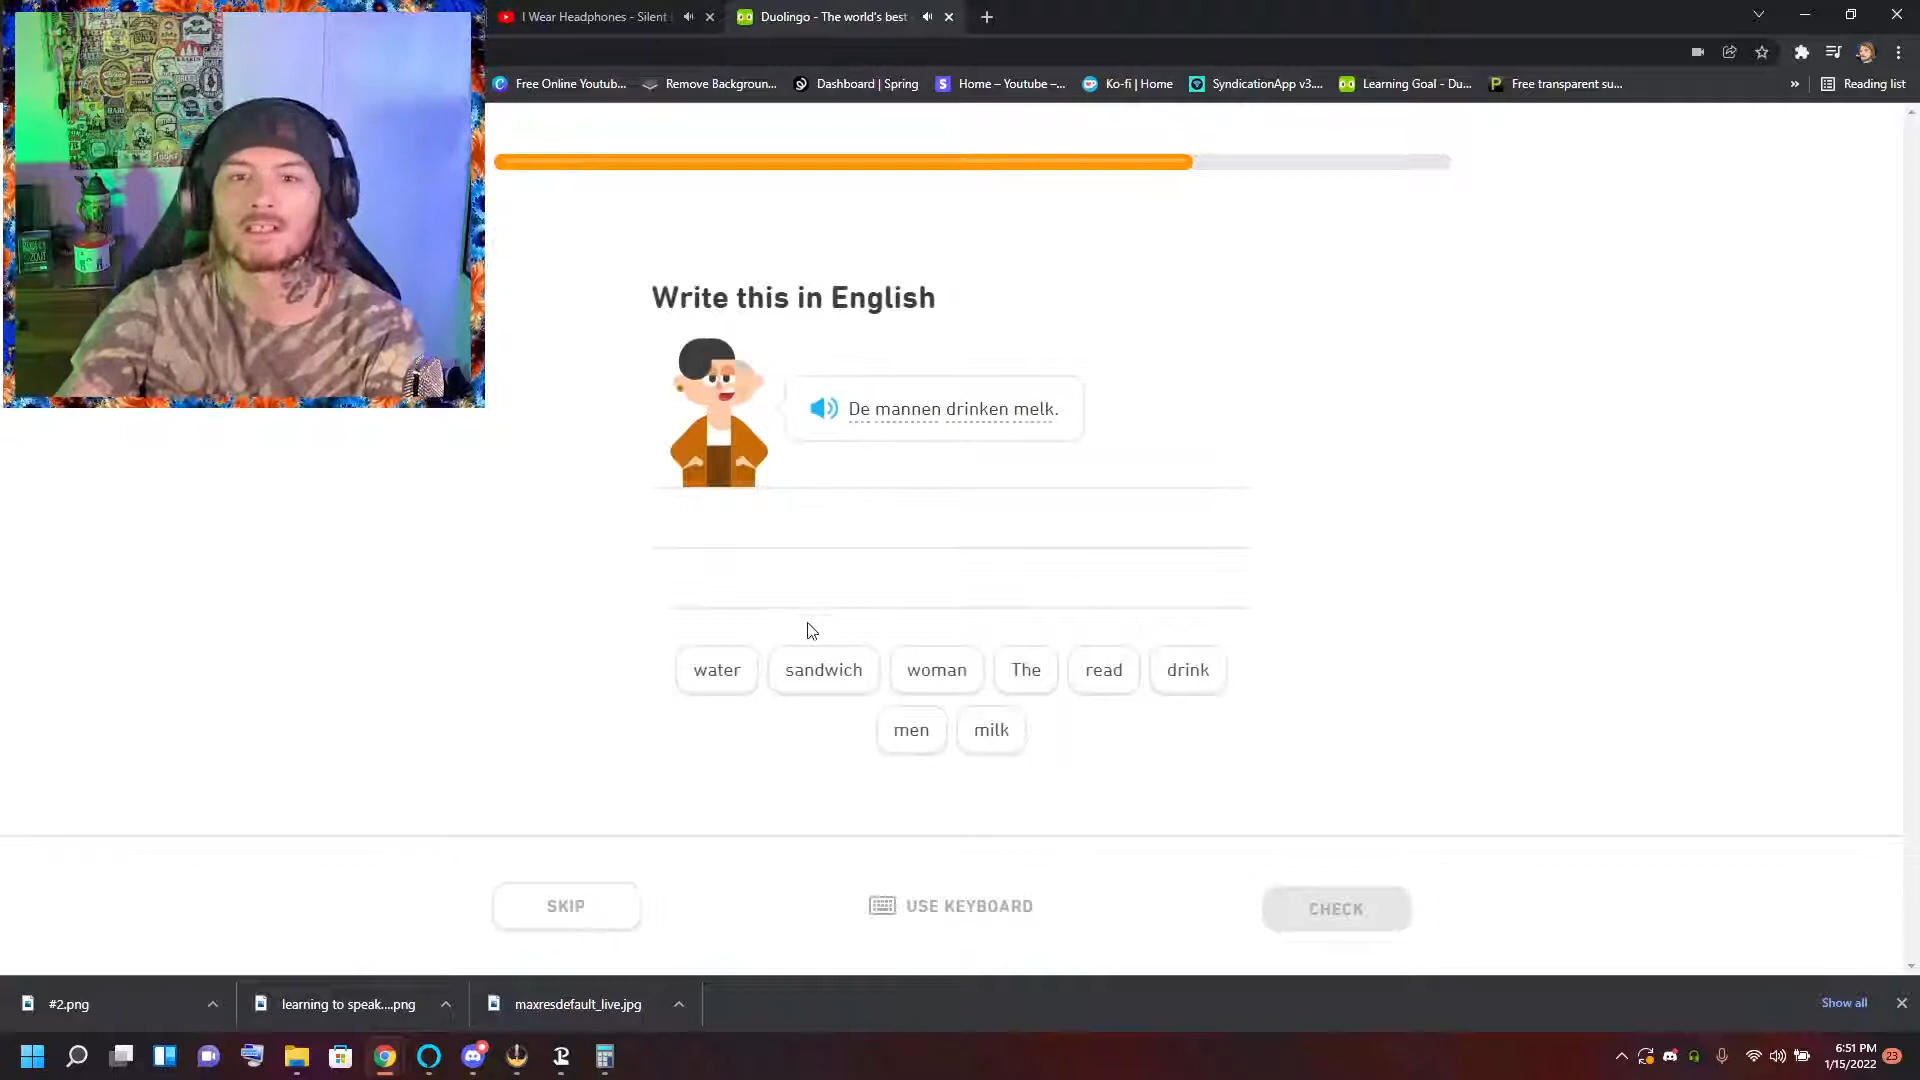 I Wear Headphones - Silent
Duolingo - The world's best
Free Online Youtub...
Remove Backgroun...
Dashboard | Spring
Home – Youtube –...
Ko-fi | Home
SyndicationApp v3....
Learning Goal - Du...
Free transparent su...
»
Reading list
Write this in English
De mannen drinken melk.
water
sandwich
woman
The
read
drink
men
milk
SKIP
USE KEYBOARD
CHECK
#2.png
learning to speak....png
maxresdefault_live.jpg
Show all
6:51 PM
1/15/2022
23